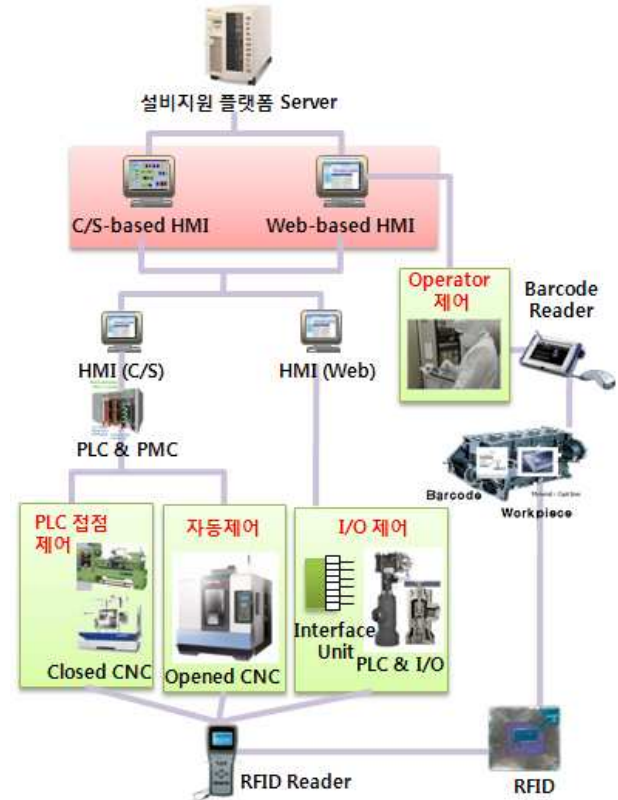 설비지원 플랫폼 Server
C/S-based HMI
Web-based HMI
Operator
제어
Barcode
Reader
HMI (C/S)
HMI (Web)
PLC & PMC
Barcode
Workpiece
PLC 접점
제어
자동제어
I/O 제어
Interface
Unit
PLC & I/O
Closed CNC
Opened CNC
RFID Reader
RFID